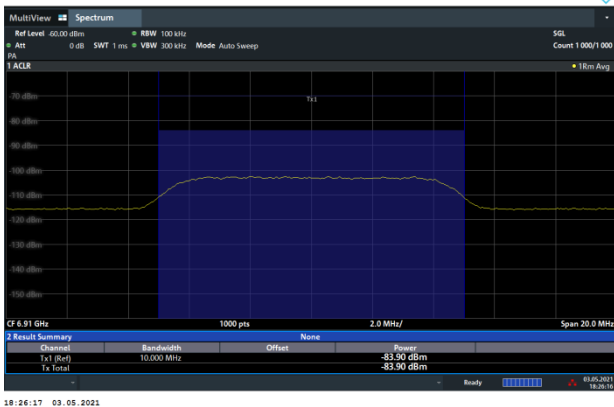 MultiView Spectrum
Ref Level -60.00 dBm RBW 100 kHz SGL
Att 0 dB SWT 1 ms VBW 300 kHz Mode Auto Sweep Count 1000/1000
PA
1 ACLR 1Rm Avg
Tx1
-70 dBm
-80 dBm
-90 dBm
-100 dBm
-110 dBm
-120 dBm
-130 dBm
-140 dBm
-150 dBm
CF 6.91 GHz 1000 pts 2.0 MHz/ Span 20.0 MHz
2 Result Summary None
Channel Bandwidth Offset Power
Tx1 (Ref) 10.000 MHz -83.90 dBm
Tx Total -83.90 dBm
Ready 03.05.2021
18:26:16
18:26:17 03.05.2021